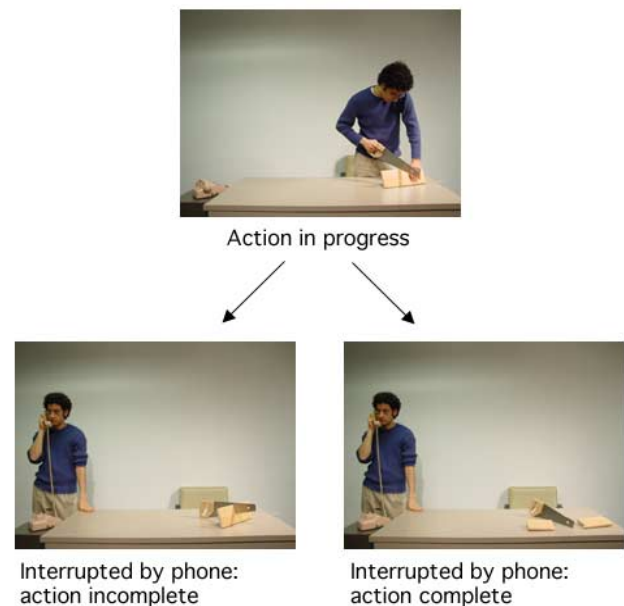 Action in progress
Interrupted by phone:
action incomplete
Interrupted by phone:
action complete